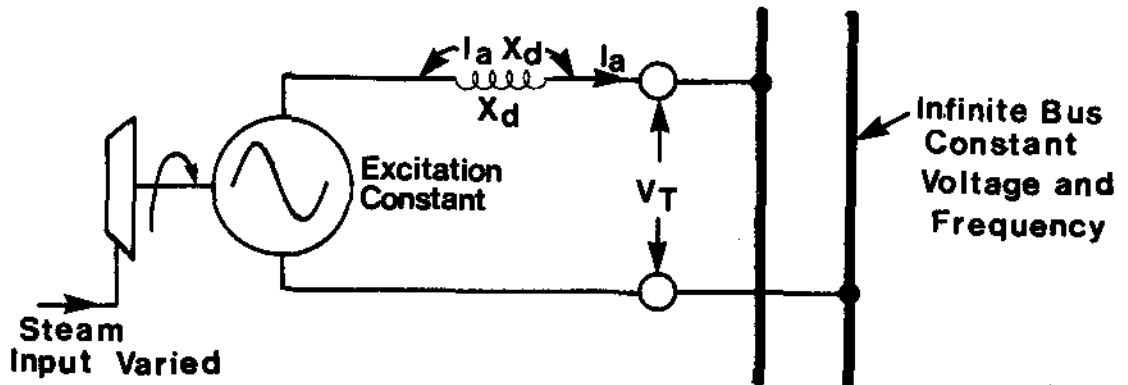 Ia Xd
Ia
Xd
Excitation
Constant
VT
Infinite Bus
Constant
Voltage and
Frequency
Steam
Input Varied